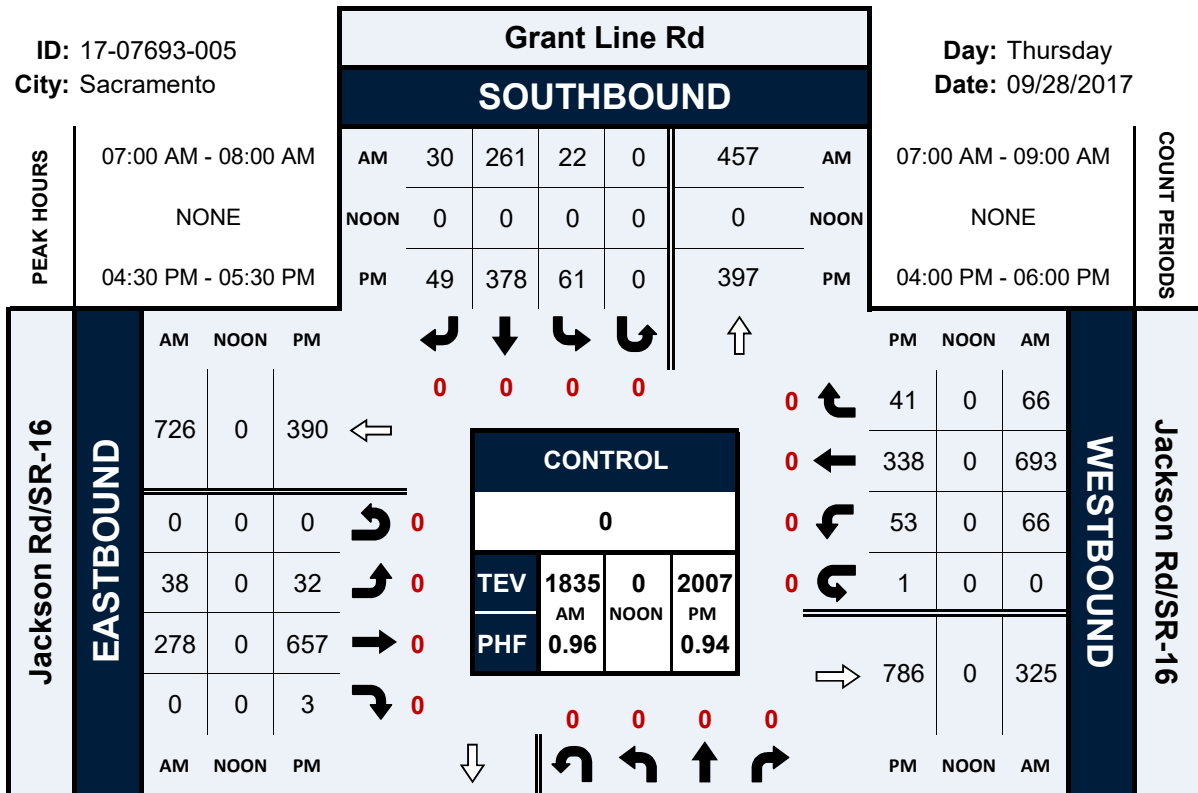 ID: 17-07693-005
City: Sacramento
Grant Line Rd
SOUTHBOUND
Day: Thursday
Date: 09/28/2017
PEAK HOURS
07:00 AM - 08:00 AM
NONE
04:30 PM - 05:30 PM
AM 30 261 22 0 457 AM
NOON 0 0 0 0 0 NOON
PM 49 378 61 0 397 PM
07:00 AM - 09:00 AM
NONE
04:00 PM - 06:00 PM
COUNT PERIODS
0 0 0 0
Jackson Rd/SR-16
EASTBOUND
AM NOON PM
726 0 390
0 0 0 0
38 0 32 0
278 0 657 0
0 0 3 0
AM NOON PM
CONTROL
0
TEV 1835 0 2007
AM NOON PM
PHF 0.96 0.94
PM NOON AM
0 41 0 66
0 338 0 693
0 53 0 66
0 1 0 0
786 0 325
PM NOON AM
WESTBOUND
Jackson Rd/SR-16
0 0 0 0